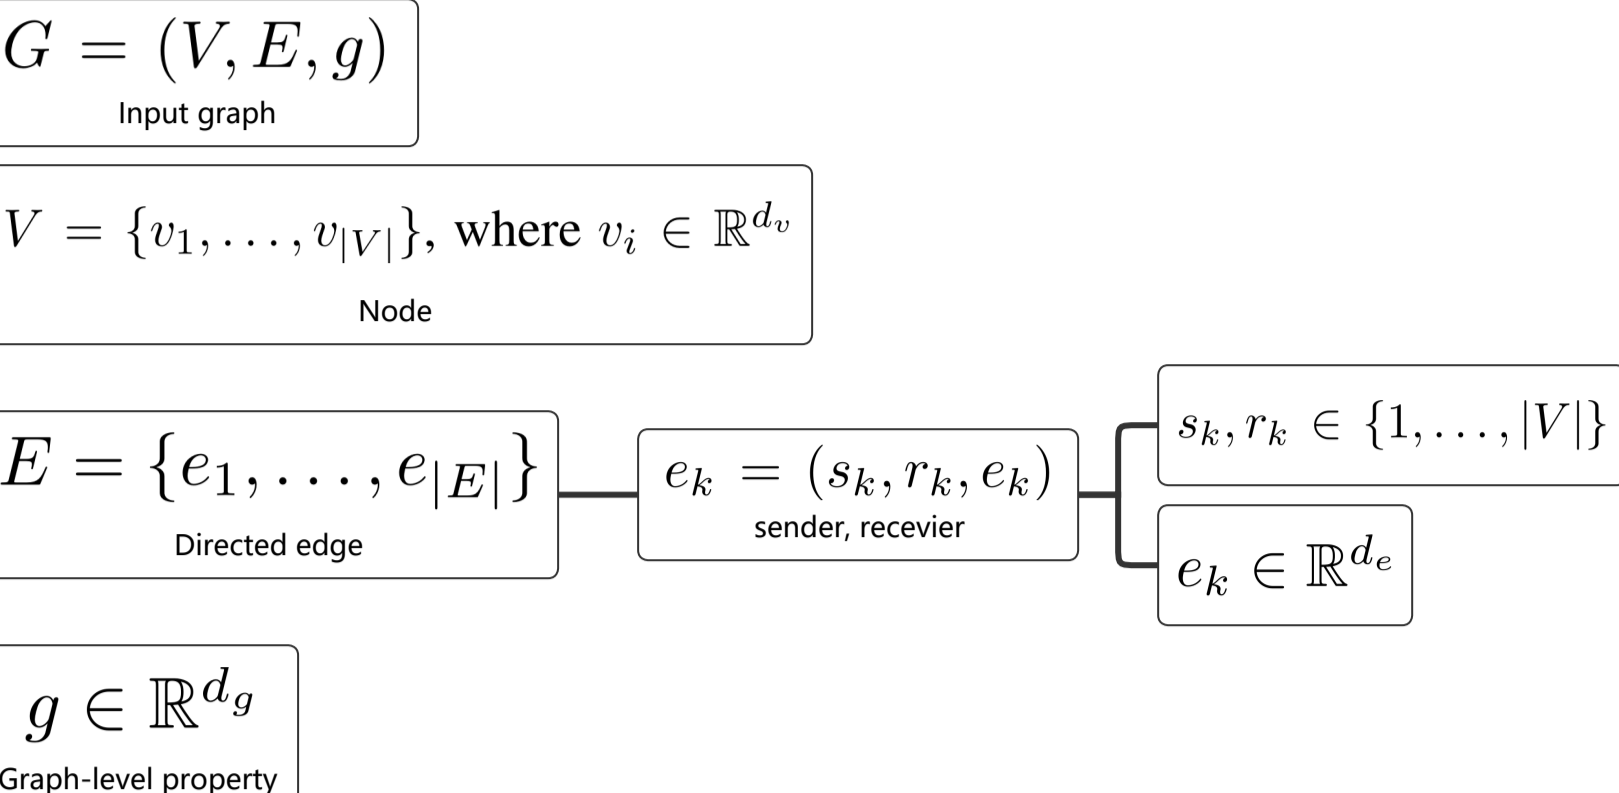 G = (V, E, g)
Input graph
V = {v_1, . . . , v_{|V|}}, where v_i ∈ ℝ^{d_v}
Node
E = {e_1, . . . , e_{|E|}}
Directed edge
e_k = (s_k, r_k, e_k)
sender, recevier
s_k, r_k ∈ {1, . . . , |V|}
e_k ∈ ℝ^{d_e}
g ∈ ℝ^{d_g}
Graph-level property